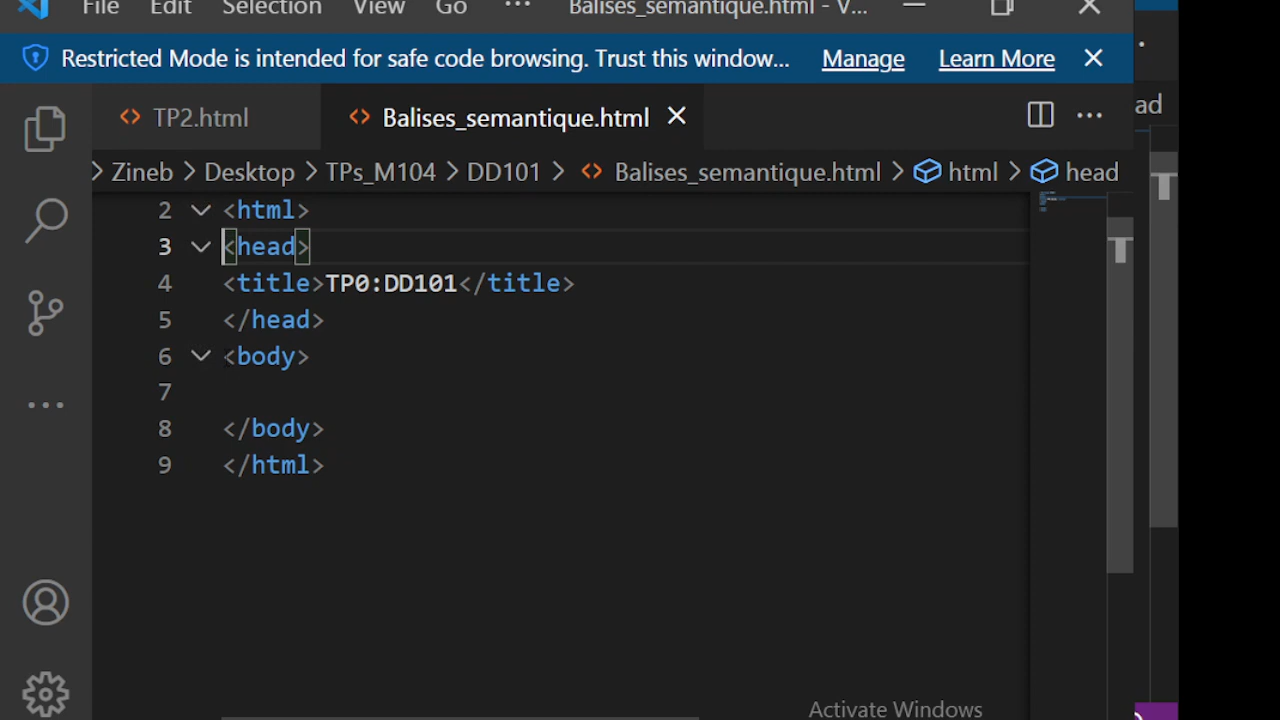 File Edit Selection View Go ··· Balises_semantique.html - V...
Restricted Mode is intended for safe code browsing. Trust this window... Manage Learn More
TP2.html Balises_semantique.html
ad
> Zineb > Desktop > TPs_M104 > DD101 > Balises_semantique.html > html > head
2 <html>
3 <head>
4 <title>TP0:DD101</title>
5 </head>
6 <body>
7
8 </body>
9 </html>
Activate Windows